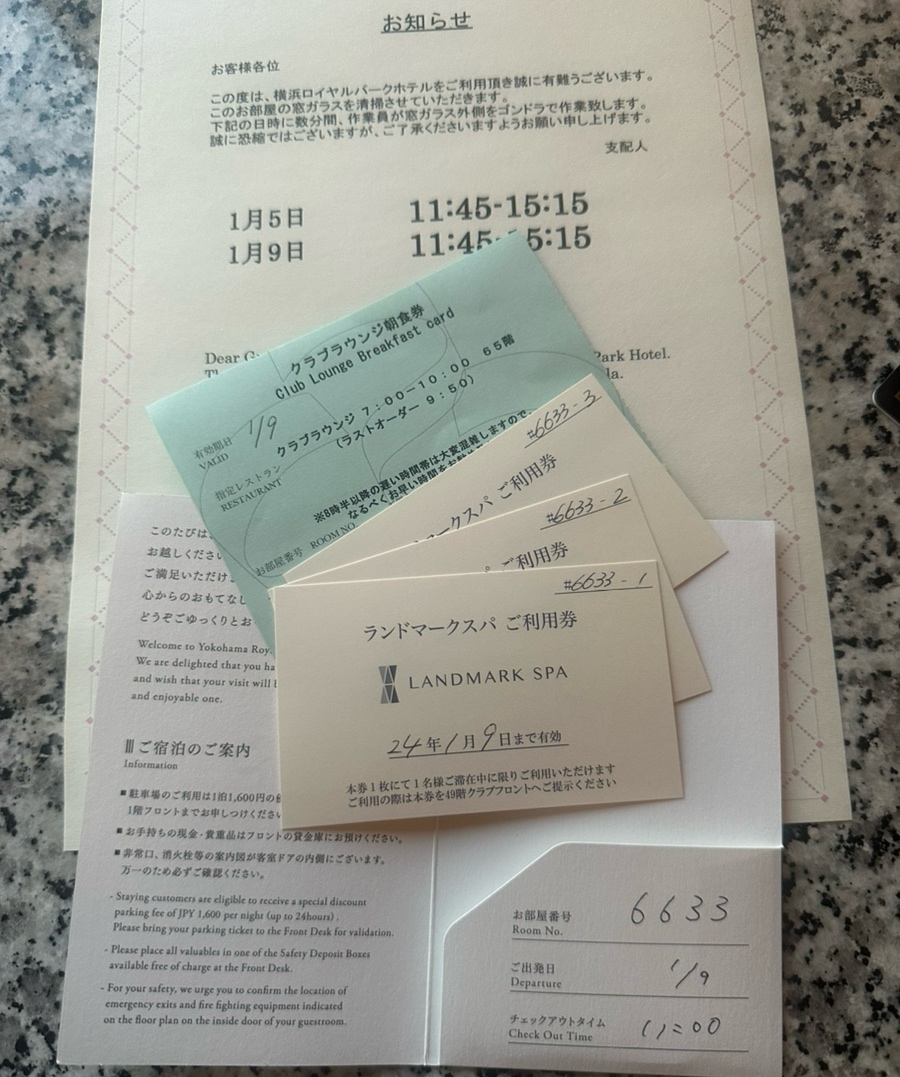 お知らせ
お客様各位
この度は、横浜ロイヤルパークホテルをご利用頂き誠に有難うございます。
このお部屋の窓ガラスを清掃させていただきます。
下記の日時に数分間、作業員が窓ガラス外側をゴンドラで作業致します。
誠に恐縮ではございますが、ご了承くださいますようお願い申し上げます。
支配人
1月5日 11:45-15:15
1月9日 11:45-15:15
Dear
Park Hotel.
クラブラウンジ朝食券
Club Lounge Breakfast card
有効期日
VALID
1/9
クラブラウンジ 7:00-10:00 65階
(ラストオーダー 9:50)
指定レストラン
RESTAURANT
※8時半以降の遅い時間帯は大変混雑しますので、
なるべくお早い時間を
お部屋番号 ROOM NO.
#6633-3
ークスパ ご利用券
#6633-2
パ ご利用券
#6633-1
ランドマークスパ ご利用券
LANDMARK SPA
24年1月9日まで有効
本券1枚にて1名様ご滞在中に限りご利用いただけます
ご利用の際は本券を49階クラブフロントへご提示ください
このたびは
お越しくださ
ご満足いただけ
心からのおもてなし
どうぞごゆっくりとお
Welcome to Yokohama
We are delighted that you
and wish that your visit will
and enjoyable one.
ご宿泊のご案内
Information
■ 駐車場のご利用は1泊1,600円の
1階フロントまでお申しつけくださ
■ お手持ちの現金・貴重品はフロントの貸金庫にお預けください。
■ 非常口、消火栓等の案内図が客室ドアの内側にございます。
万一のため必ずご確認ください。
- Staying customers are eligible to receive a special discount
parking fee of JPY 1,600 per night (up to 24hours) .
Please bring your parking ticket to the Front Desk for validation.
- Please place all valuables in one of the Safety Deposit Boxes
available free of charge at the Front Desk.
- For your safety, we urge you to confirm the location of
emergency exits and fire fighting equipment indicated
on the floor plan on the inside door of your guestroom.
お部屋番号
Room No.
6633
ご出発日
Departure
1/9
チェックアウトタイム
Check Out Time
11:00